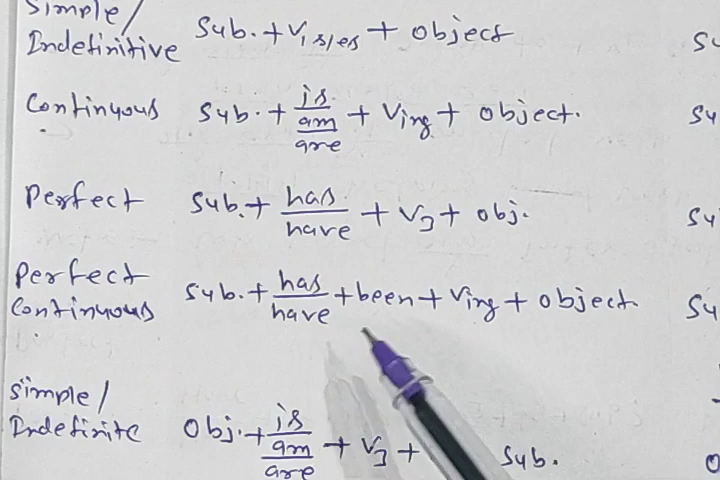 Simple/
Indefinitive Sub. + V1 s/es + object
Continuous Sub. + is/am/are + Ving + object.
Perfect Sub. + has/have + V3 + obj.
Perfect
Continuous Sub. + has/have + been + Ving + object
Simple/
Indefinite Obj. + is/am/are + V3 + Sub.